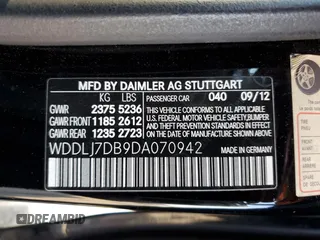 MFD BY DAIMLER AG STUTTGART
KG LBS PASSENGER CAR 040 09/12
GVWR 2375 5236
GAWR FRONT 1185 2612
GAWR REAR 1235 2723
THIS VEHICLE CONFORMS TO ALL APPLICABLE
U.S. FEDERAL MOTOR VEHICLE SAFETY, BUMPER
AND THEFT PREVENTION STANDARDS IN EFFECT
ON THE DATE OF MANUFACTURE SHOWN ABOVE
WDDLJ7DB9DA070942
MADE IN GERMANY
DREAMBID